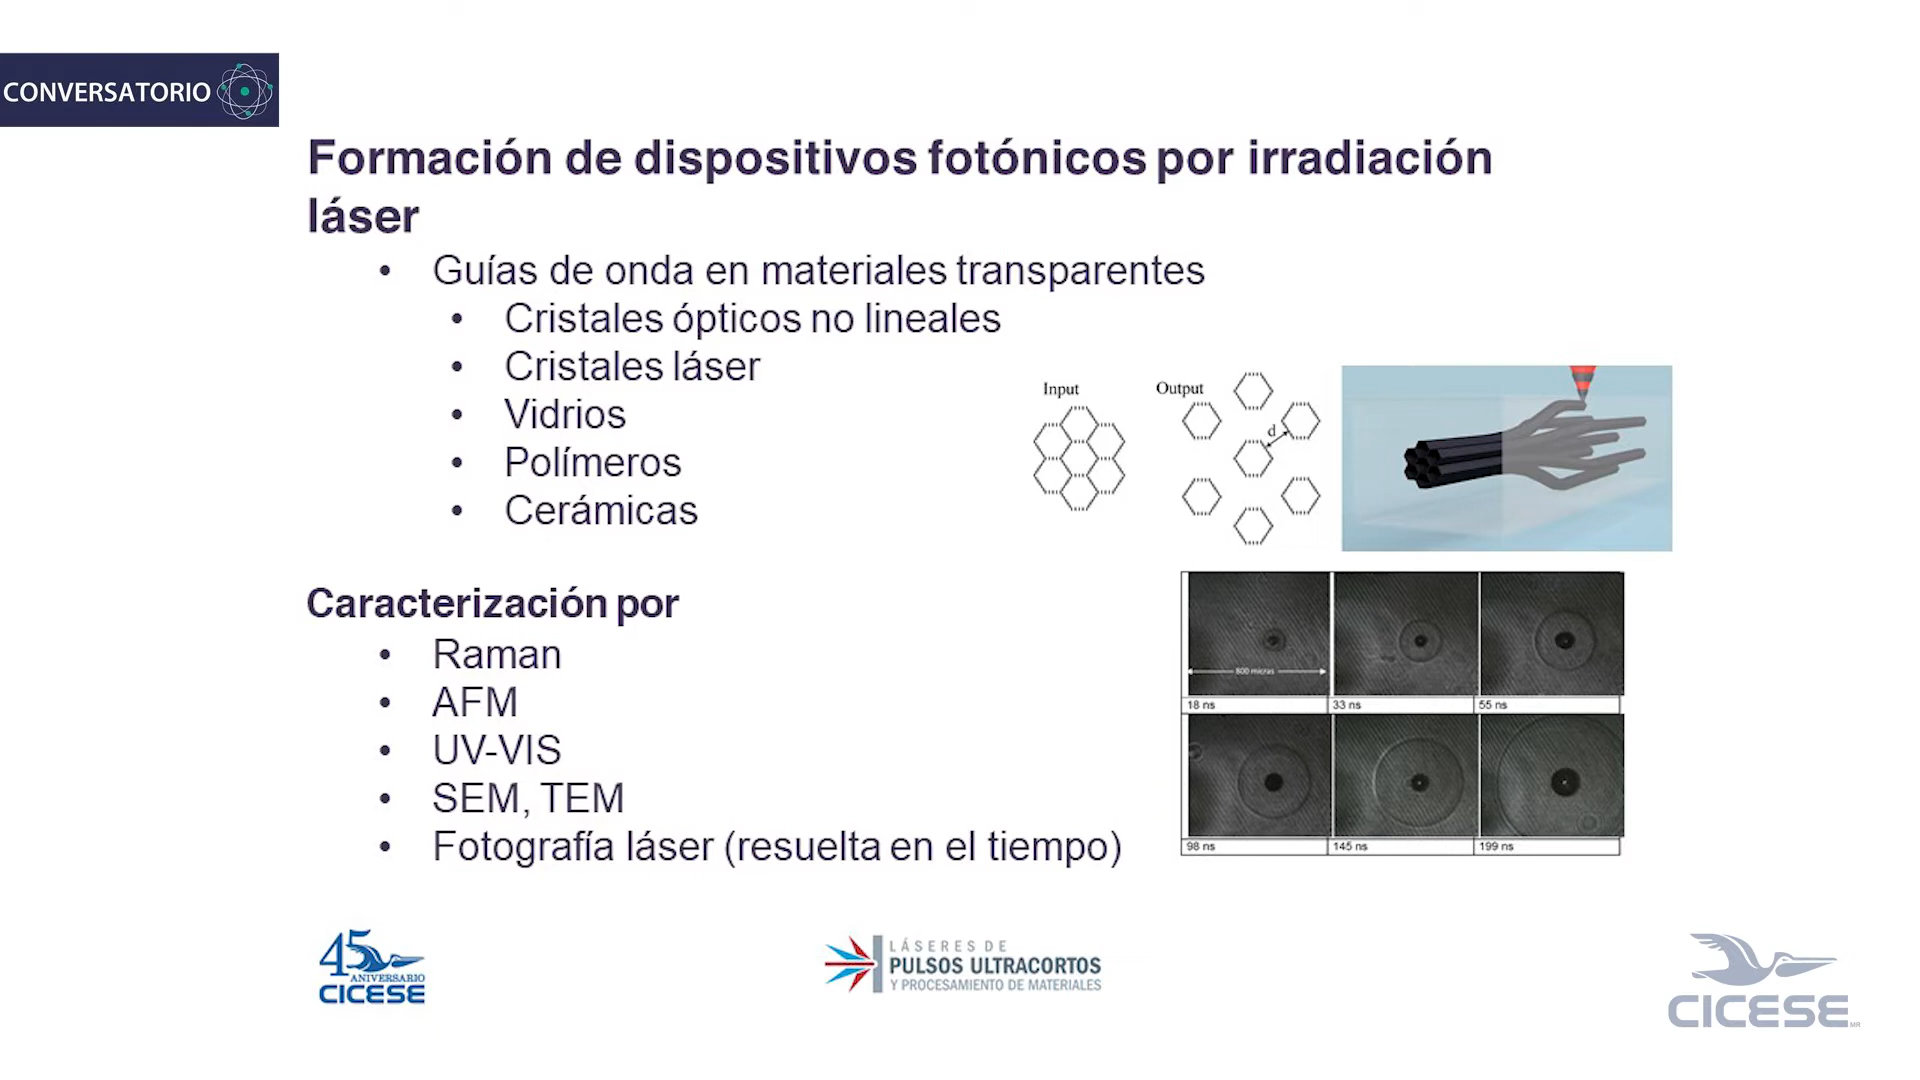 CONVERSATORIO
Formación de dispositivos fotónicos por irradiación
láser
• Guías de onda en materiales transparentes
• Cristales ópticos no lineales
• Cristales láser
• Vidrios
• Polímeros
• Cerámicas
Input
Output
d
Caracterización por
• Raman
• AFM
• UV-VIS
• SEM, TEM
• Fotografía láser (resuelta en el tiempo)
800 micras
18 ns
33 ns
55 ns
98 ns
145 ns
199 ns
45
ANIVERSARIO
CICESE
LÁSERES DE
PULSOS ULTRACORTOS
Y PROCESAMIENTO DE MATERIALES
CICESE
MR